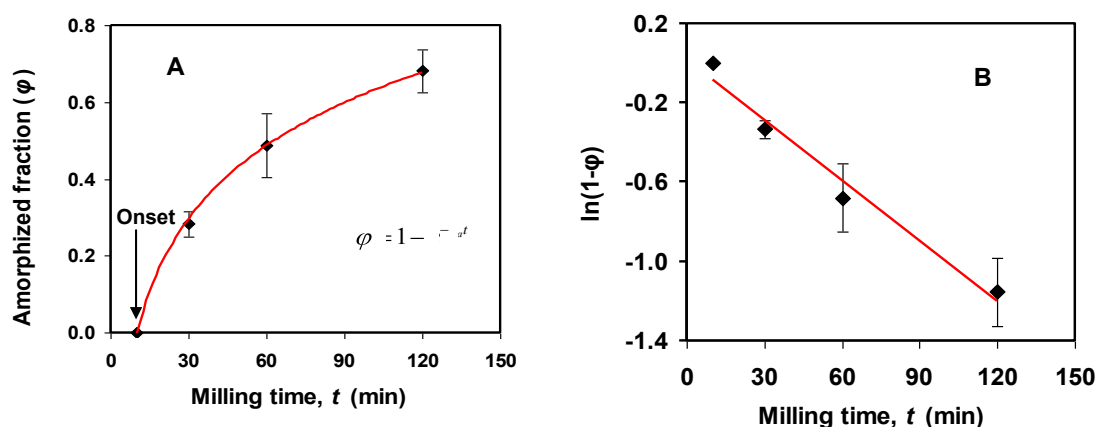 0.8
A
0.6
0.4
Onset
0.2
φ = 1 −
0.0
0 30 60 90 120 150
Milling time, t (min)
Amorphized fraction (φ)
0.2
B
-0.2
-0.6
-1.0
-1.4
0 30 60 90 120 150
Milling time, t (min)
ln(1-φ)